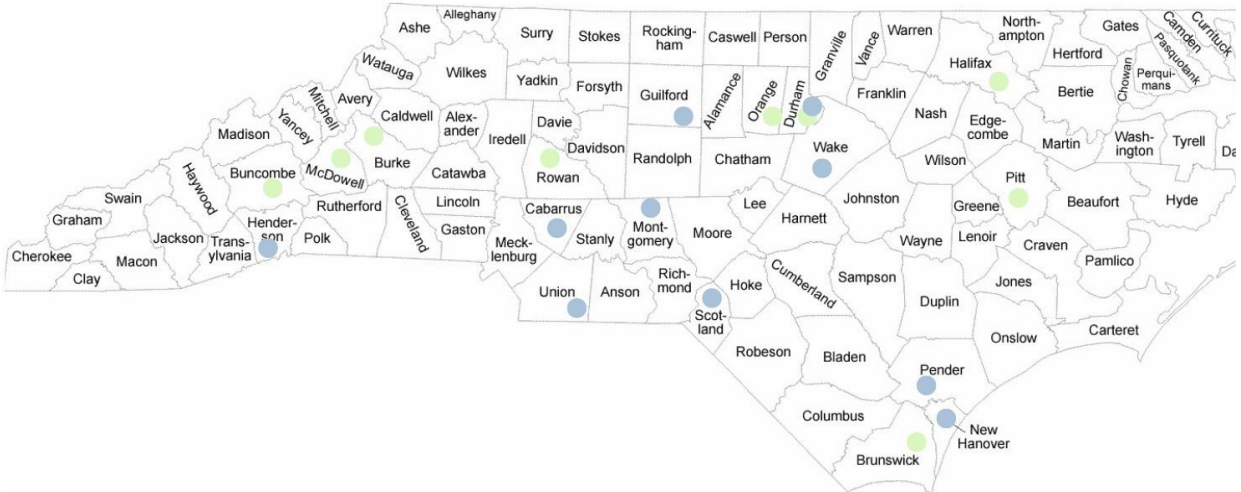 Ashe
Alleghany
Surry
Stokes
Rocking-
ham
Caswell
Person
Granville
Vance
Warren
North-
ampton
Gates
Camden
Currituck
Pasquotank
Hertford
Halifax
Chowan
Perqui-
mans
Watauga
Wilkes
Yadkin
Forsyth
Guilford
Alamance
Orange
Durham
Franklin
Nash
Bertie
Mitchell
Avery
Yancey
Madison
Caldwell
Alex-
ander
Iredell
Davie
Davidson
Randolph
Chatham
Wake
Edge-
combe
Wilson
Martin
Wash-
ington
Tyrell
Da
Buncombe
McDowell
Burke
Catawba
Rowan
Haywood
Swain
Graham
Rutherford
Cleveland
Lincoln
Gaston
Cabarrus
Stanly
Mont-
gomery
Moore
Lee
Harnett
Johnston
Greene
Pitt
Beaufort
Hyde
Hender-
son
Polk
Jackson
Trans-
ylvania
Cherokee
Macon
Clay
Meck-
lenburg
Union
Anson
Rich-
mond
Scot-
land
Hoke
Cumberland
Sampson
Wayne
Lenoir
Craven
Pamlico
Jones
Duplin
Onslow
Carteret
Robeson
Bladen
Pender
Columbus
Brunswick
New
Hanover